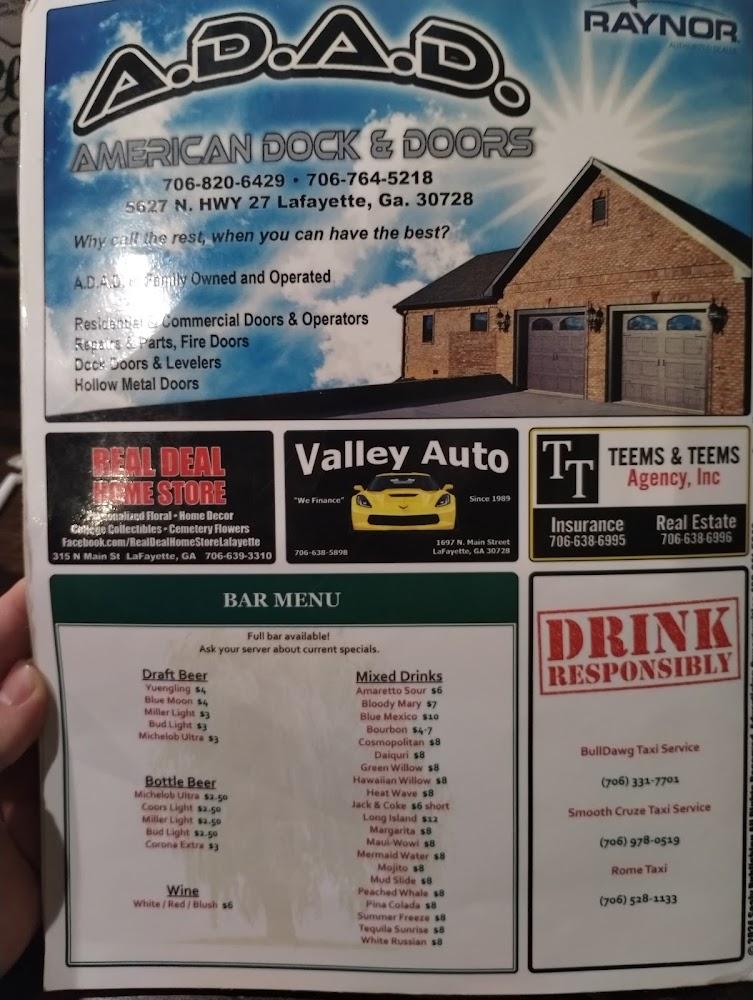 A.D.A.D.
RAYNOR
AMERICAN DOCK & DOORS
706-820-6429 • 706-764-5218
5627 N. HWY 27 Lafayette, Ga. 30728
Why call the rest, when you can have the best?
A.D.A.D. is Family Owned and Operated
Residential & Commercial Doors & Operators
Repairs & Parts, Fire Doors
Dock Doors & Levelers
Hollow Metal Doors
REAL DEAL
HOME STORE
Personalized Floral • Home Decor
College Collectibles • Cemetery Flowers
Facebook.com/RealDealHomeStoreLafayette
315 N Main St LaFayette, GA 706-639-3310
Valley Auto
"We Finance"
Since 1989
706-638-5898
1697 N. Main Street
LaFayette, GA 30728
TT
TEEMS & TEEMS
Agency, Inc
Insurance
706-638-6995
Real Estate
706-638-6996
BAR MENU
Full bar available!
Ask your server about current specials.
Draft Beer
Yuengling $4
Blue Moon $4
Miller Light $3
Bud Light $3
Michelob Ultra $3
Bottle Beer
Michelob Ultra $2.50
Coors Light $2.50
Miller Light $2.50
Bud Light $2.50
Corona Extra $3
Wine
White / Red / Blush $6
Mixed Drinks
Amaretto Sour $6
Bloody Mary $7
Blue Mexico $10
Bourbon $4-7
Cosmopolitan $8
Daiquri $8
Green Willow $8
Hawaiian Willow $8
Heat Wave $8
Jack & Coke $6 short
Long Island $12
Margarita $8
Maui-Wowi $8
Mermaid Water $8
Mojito $8
Mud Slide $8
Peached Whale $8
Pina Colada $8
Summer Freeze $8
Tequila Sunrise $8
White Russian $8
DRINK
RESPONSIBLY
BullDawg Taxi Service
(706) 331-7701
Smooth Cruze Taxi Service
(706) 978-0519
Rome Taxi
(706) 528-1133